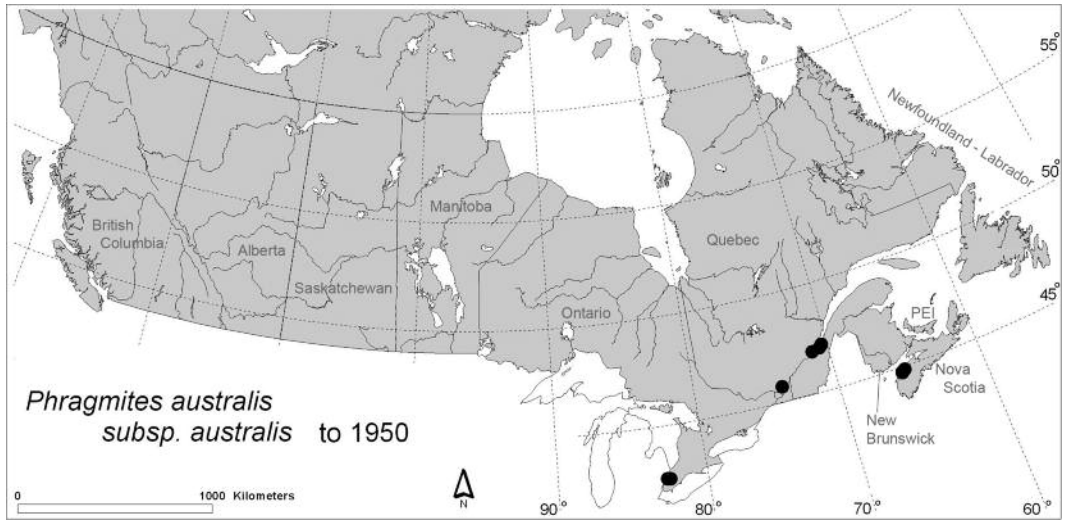 55°
Newfoundland - Labrador
50°
Manitoba
British
Columbia
Alberta
Quebec
Saskatchewan
45°
Ontario
PEI
Nova
Scotia
Phragmites australis
subsp. australis to 1950
New
Brunswick
0 1000 Kilometers
N
90° 80° 70° 60°